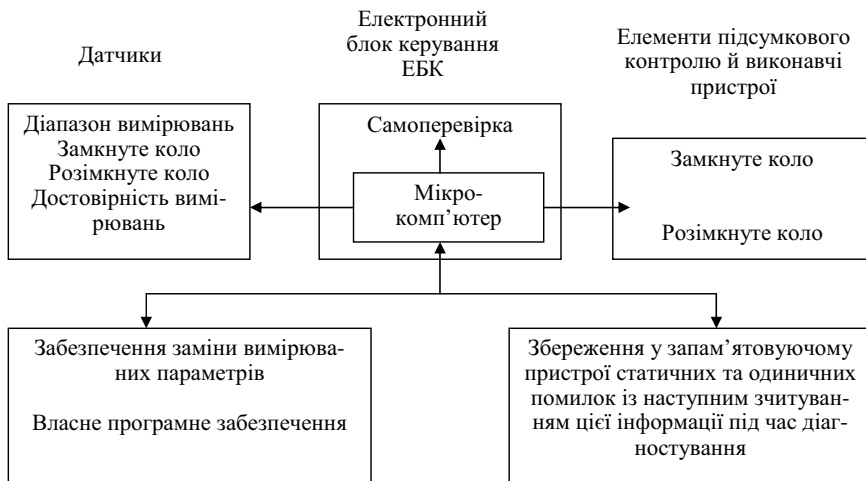 Датчики
Електронний
блок керування
ЕБК
Елементи підсумкового
контролю й виконавчі
пристрої
Діапазон вимірювань
Замкнуте коло
Розімкнуте коло
Достовірність вимі-
рювань
Самоперевірка
Мікро-
комп’ютер
Замкнуте коло
Розімкнуте коло
Забезпечення заміни вимірюва-
них параметрів
Власне програмне забезпечення
Збереження у запам’ятовуючому
пристрої статичних та одиничних
помилок із наступним зчитуван-
ням цієї інформації під час діаг-
ностування